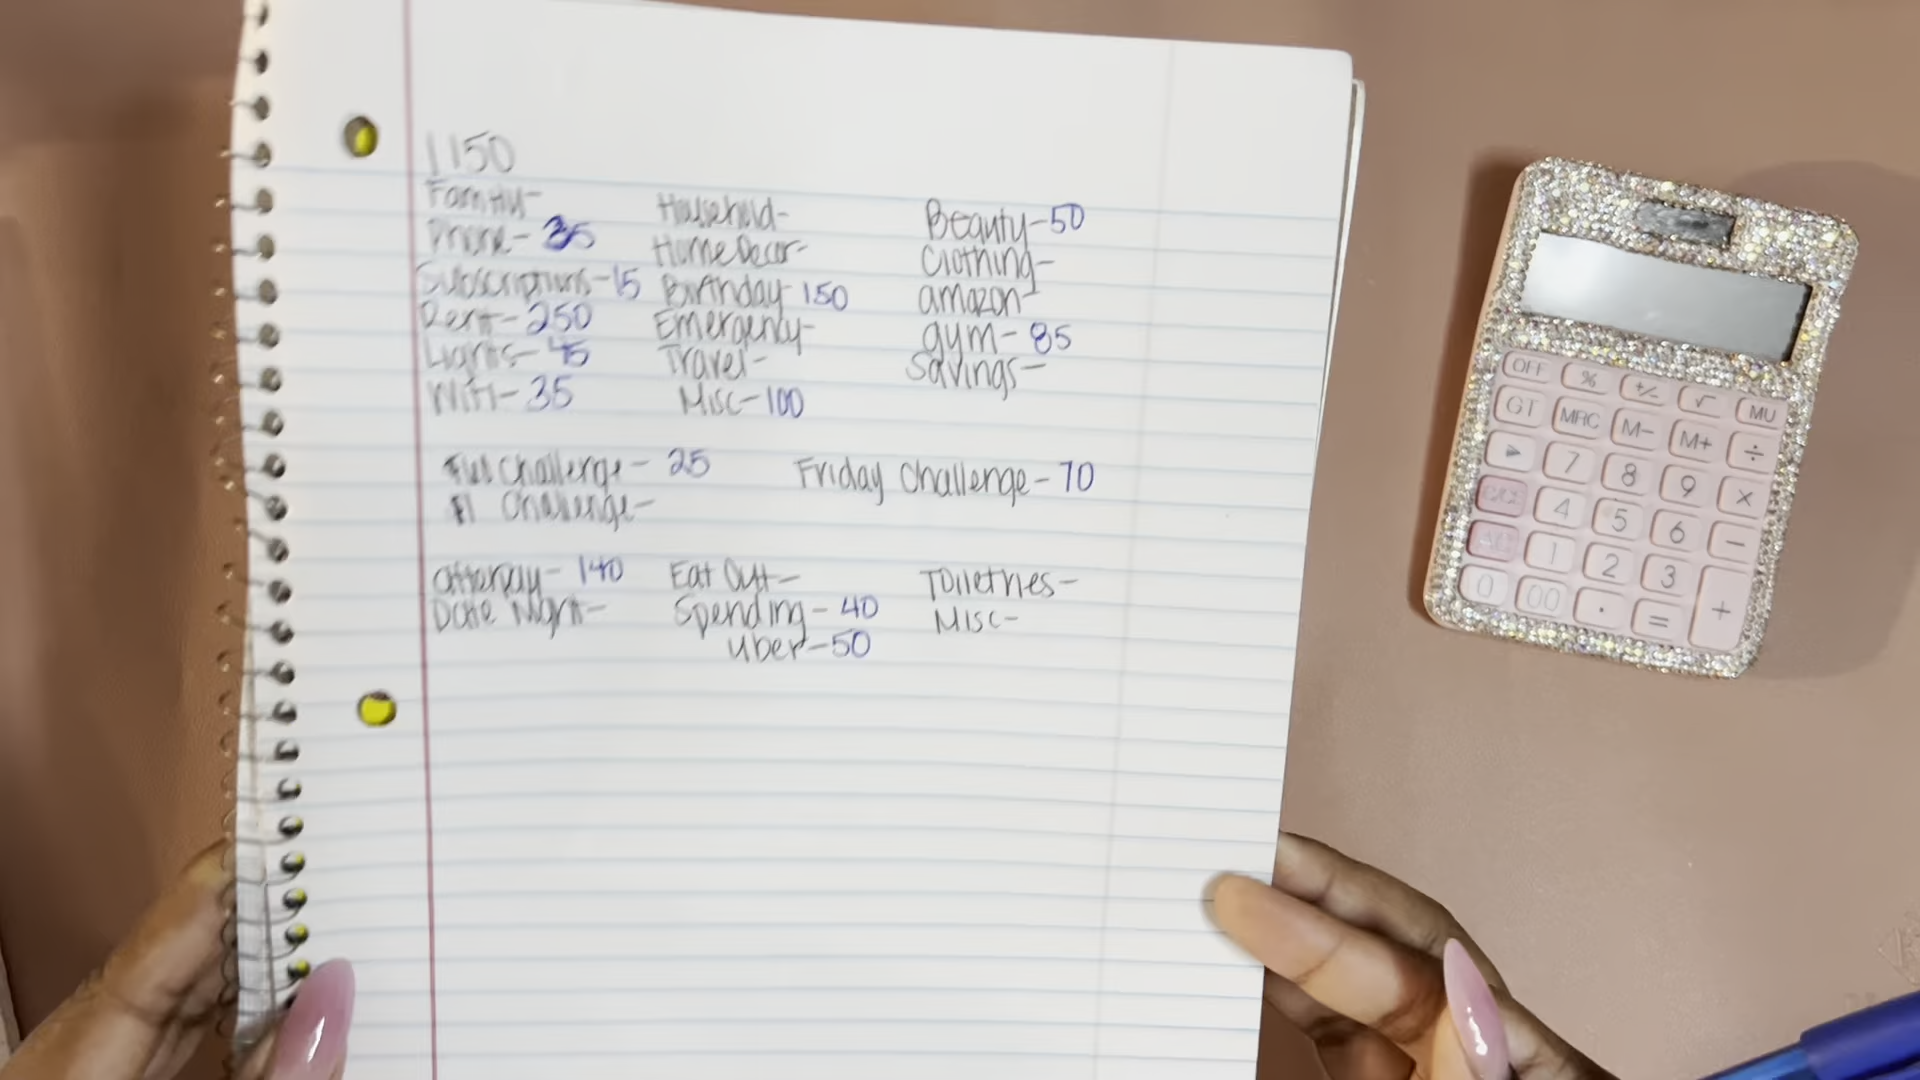 1150
Family-
Phone- 35
Subscriptions-15
Rent-250
Lights- 45
Wifi- 35
Household-
Home Decor-
Birthday 150
Emergency-
Travel-
Misc-100
Beauty-50
Clothing-
amazon-
gym- 85
Savings-
Challenge- 25
$1 Challenge-
Friday Challenge- 70
afterpay- 140
Date Night-
Eat Out-
Spending- 40
Uber-50
Toiletries-
Misc-
OFF % +/- √ MU
GT MRC M- M+ ÷
▶ 7 8 9 ×
4 5 6 −
1 2 3 +
0 00 . =